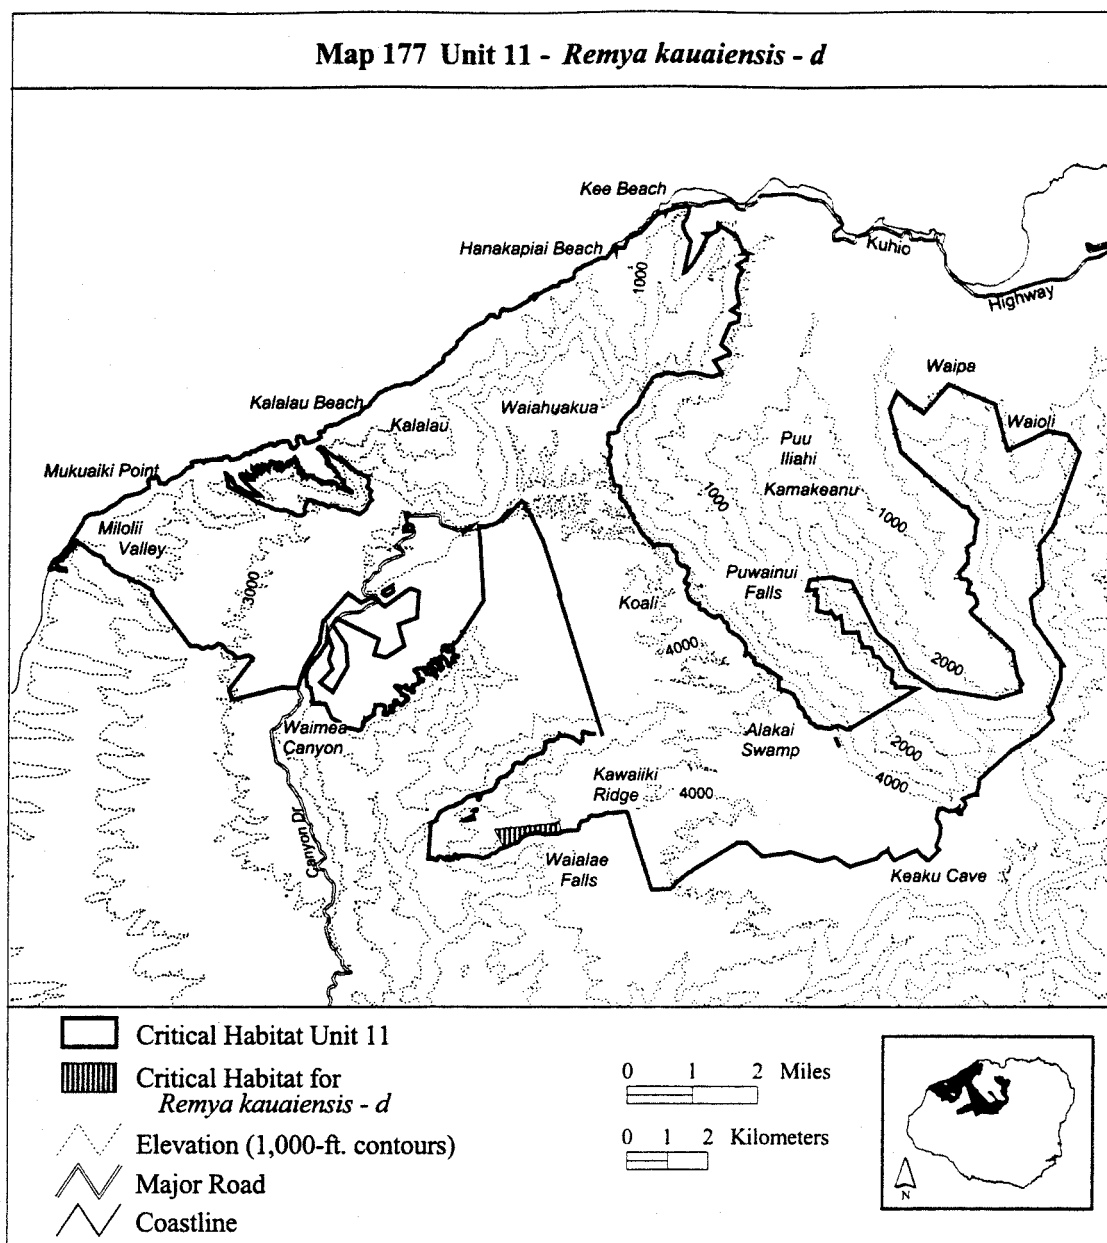 Map 177 Unit 11 - Remya kauaiensis - d
Kee Beach
Hanakapiai Beach
1000
Kuhio
Highway
Waipa
Kalalau Beach
Waiahuakua
Kalalau
Waioli
Puu
Iliahi
Mukuaiki Point
Kamakeanu
1000
1000
Milolii
Valley
3000
Puwainui
Falls
Koali
4000
2000
Waimea
Canyon
Alakai
Swamp
2000
4000
Kawaiiki
Ridge
4000
Canyon Dr
Waialae
Falls
Keaku Cave
Critical Habitat Unit 11
Critical Habitat for
Remya kauaiensis - d
Elevation (1,000-ft. contours)
Major Road
Coastline
0 1 2 Miles
0 1 2 Kilometers
N